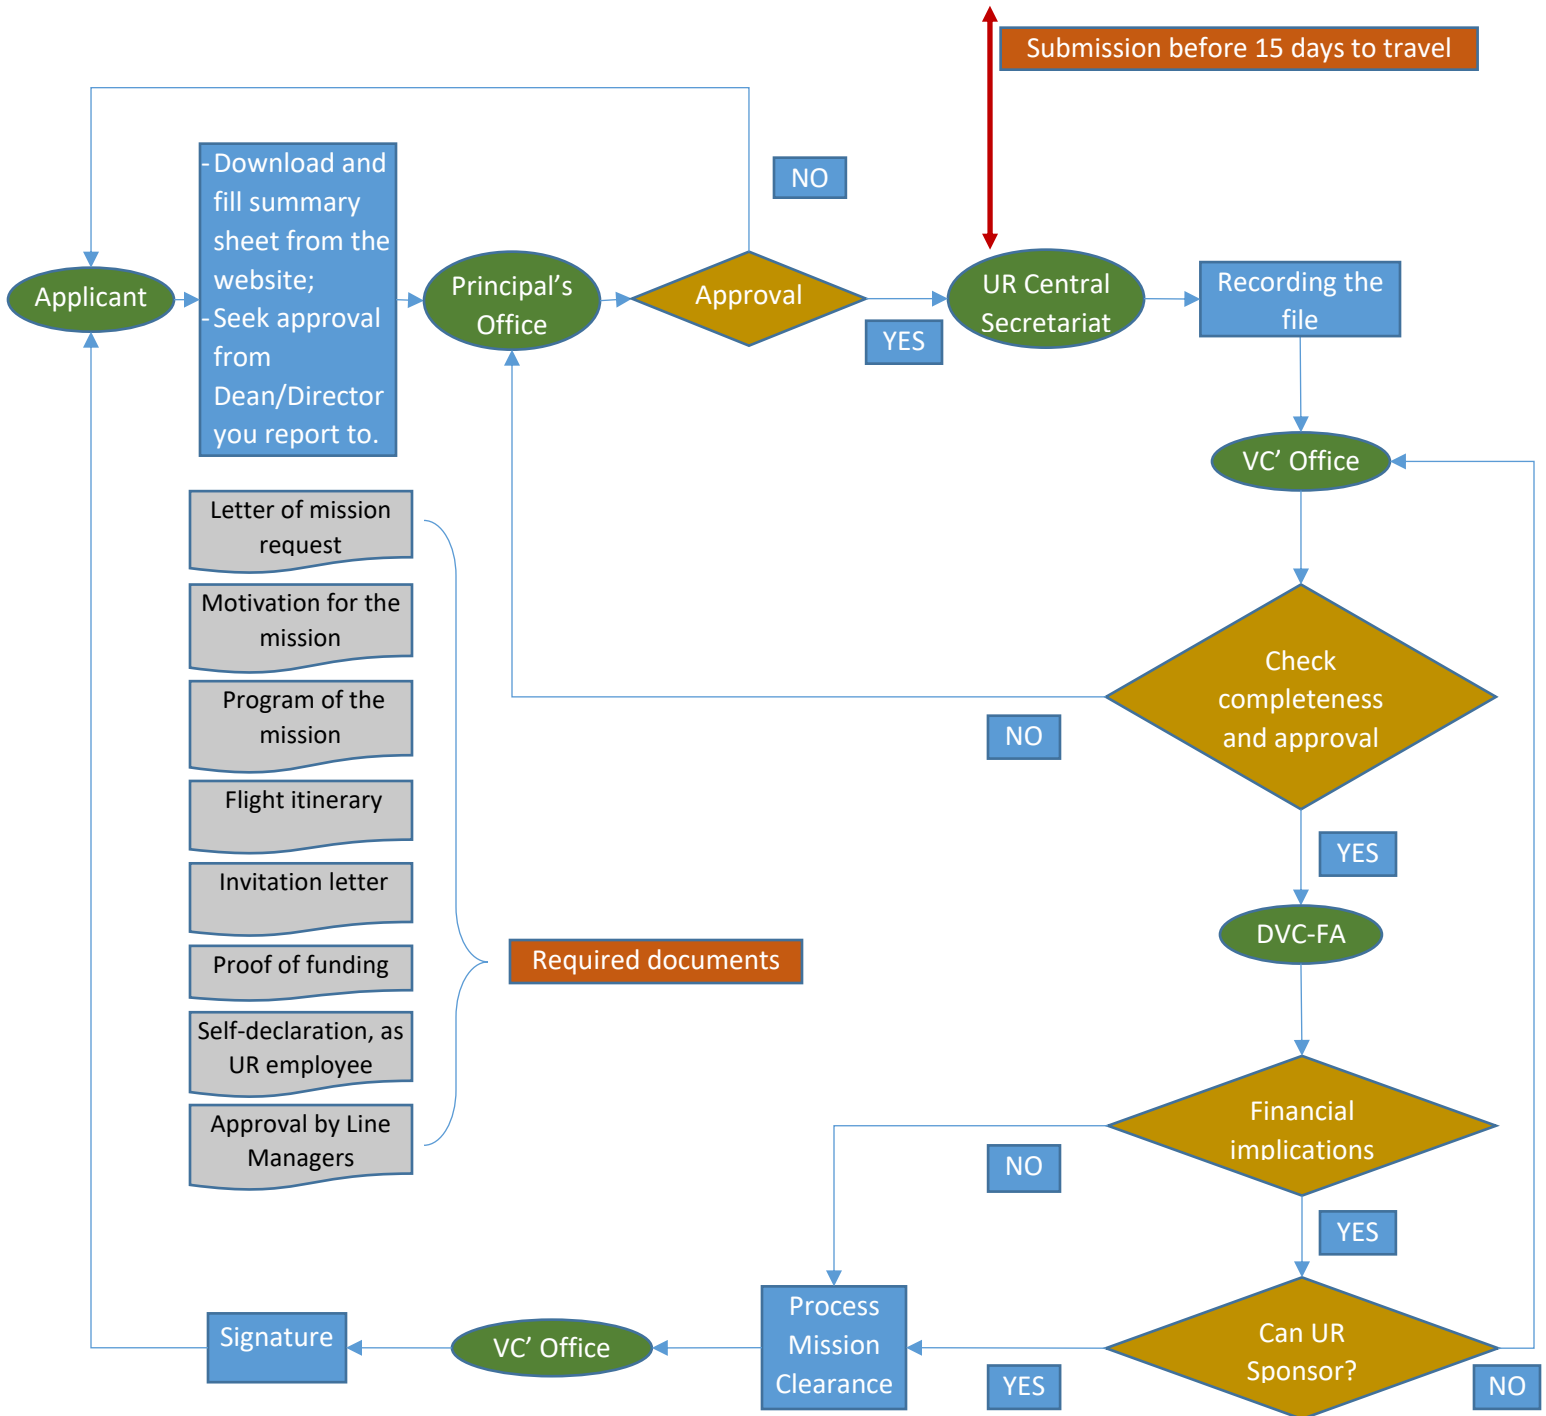 Submission before 15 days to travel
NO
-Download and
fill summary
sheet from the
website;
-Seek approval
from
Dean/Director
you report to.
Applicant
Principal's
Office
Approval
YES
UR Central
Secretariat
Recording the
file
VC' Office
Check
completeness
and approval
NO
YES
DVC-FA
Letter of mission
request
Motivation for the
mission
Program of the
mission
Flight itinerary
Invitation letter
Proof of funding
Self-declaration, as
UR employee
Approval by Line
Managers
Required documents
Financial
implications
NO
YES
Can UR
Sponsor?
NO
YES
Process
Mission
Clearance
VC' Office
Signature